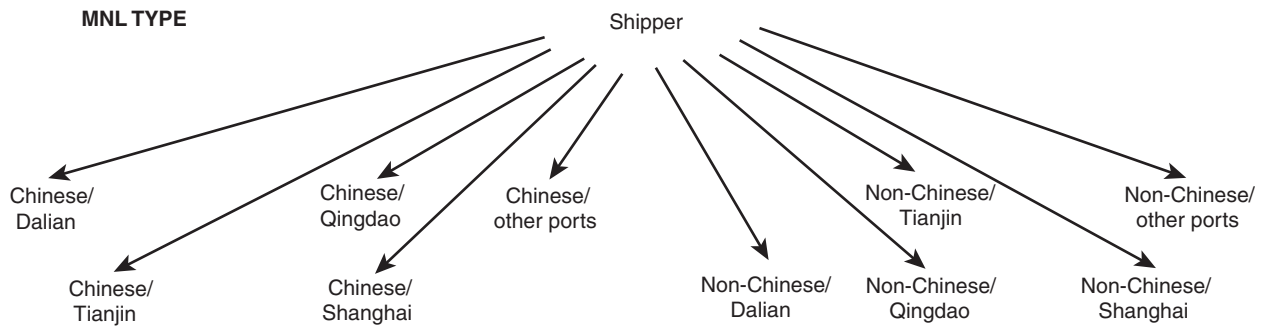 MNL TYPE
Shipper
Chinese/
Dalian
Chinese/
Qingdao
Chinese/
other ports
Non-Chinese/
Tianjin
Non-Chinese/
other ports
Chinese/
Tianjin
Chinese/
Shanghai
Non-Chinese/
Dalian
Non-Chinese/
Qingdao
Non-Chinese/
Shanghai